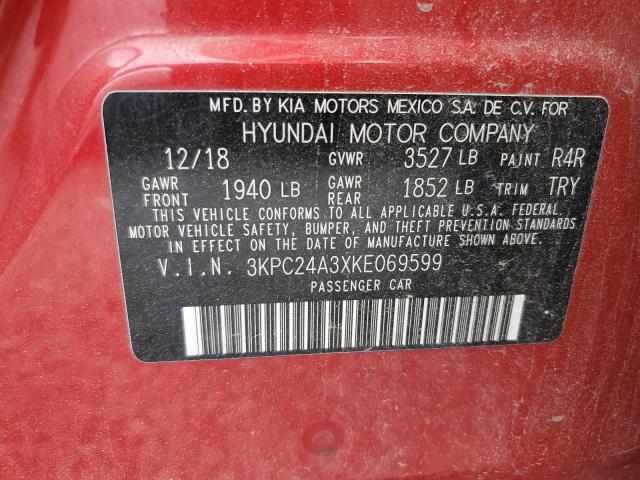 MFD. BY KIA MOTORS MEXICO S.A. DE C.V. FOR
HYUNDAI MOTOR COMPANY
12/18 GVWR 3527 LB PAINT R4R
GAWR FRONT 1940 LB GAWR REAR 1852 LB TRIM TRY
THIS VEHICLE CONFORMS TO ALL APPLICABLE U.S.A. FEDERAL
MOTOR VEHICLE SAFETY, BUMPER, AND THEFT PREVENTION STANDARDS
IN EFFECT ON THE DATE OF MANUFACTURE SHOWN ABOVE.
V.I.N. 3KPC24A3XKE069599
PASSENGER CAR